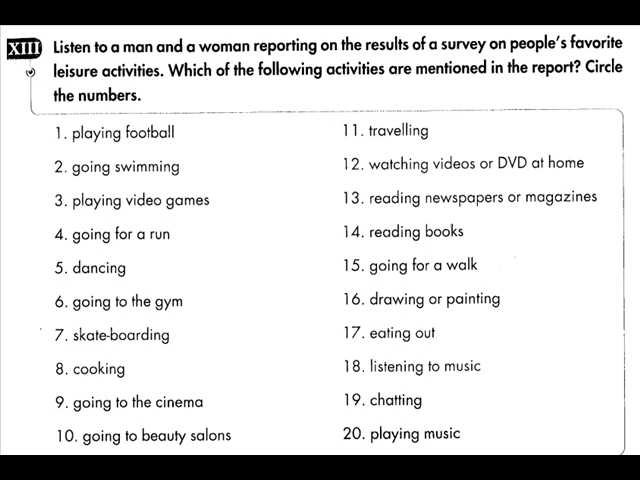 XIII Listen to a man and a woman reporting on the results of a survey on people's favorite
leisure activities. Which of the following activities are mentioned in the report? Circle
the numbers.
1. playing football
2. going swimming
3. playing video games
4. going for a run
5. dancing
6. going to the gym
7. skate-boarding
8. cooking
9. going to the cinema
10. going to beauty salons
11. travelling
12. watching videos or DVD at home
13. reading newspapers or magazines
14. reading books
15. going for a walk
16. drawing or painting
17. eating out
18. listening to music
19. chatting
20. playing music